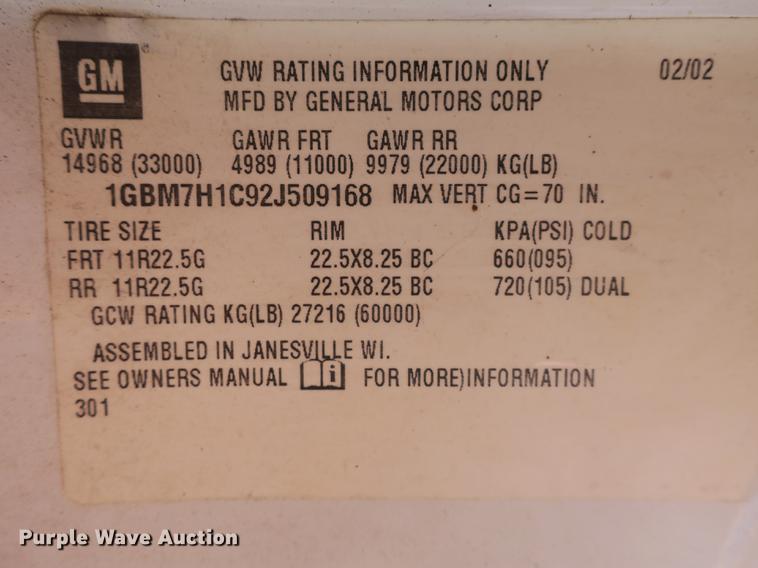 GM® GVW RATING INFORMATION ONLY 02/02
MFD BY GENERAL MOTORS CORP
GVWR GAWR FRT GAWR RR
14968 (33000) 4989 (11000) 9979 (22000) KG(LB)
1GBM7H1C92J509168 MAX VERT CG=70 IN.
TIRE SIZE RIM KPA(PSI) COLD
FRT 11R22.5G 22.5X8.25 BC 660(095)
RR 11R22.5G 22.5X8.25 BC 720(105) DUAL
GCW RATING KG(LB) 27216 (60000)
ASSEMBLED IN JANESVILLE WI.
SEE OWNERS MANUAL i FOR MORE)INFORMATION
301
Purple Wave Auction